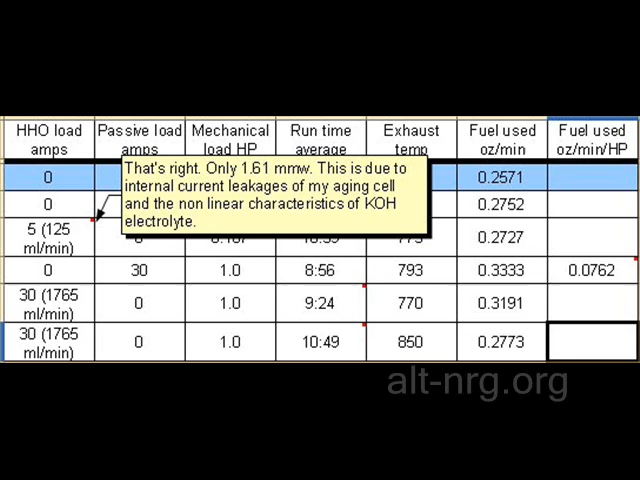 HHO load amps Passive load amps Mechanical load HP Run time average Exhaust temp Fuel used oz/min Fuel used oz/min/HP
0 0.2571
That's right. Only 1.61 mmw. This is due to
internal current leakages of my aging cell
and the non linear characteristics of KOH
electrolyte.
0 0.2752
5 (125 ml/min) 0.2727
0 30 1.0 8:56 793 0.3333 0.0762
30 (1765 ml/min) 0 1.0 9:24 770 0.3191
30 (1765 ml/min) 0 1.0 10:49 850 0.2773
alt-nrg.org